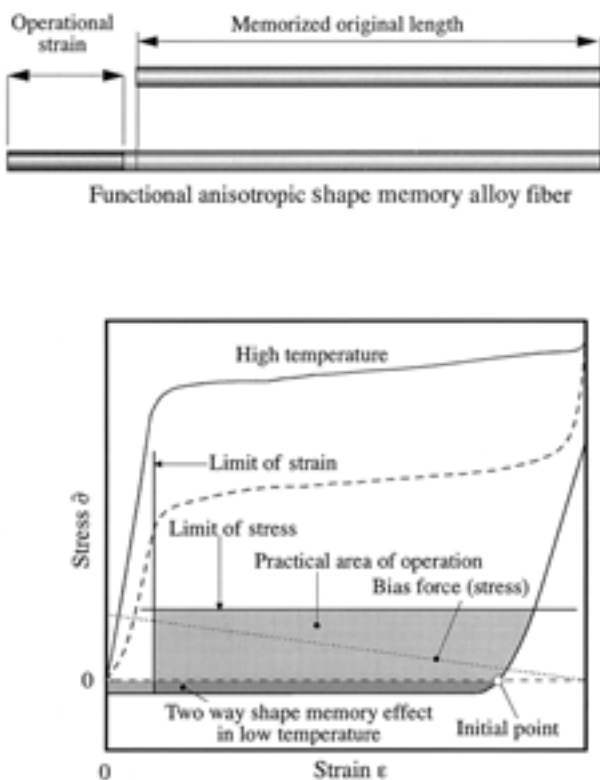 Operational
strain
Memorized original length
Functional anisotropic shape memory alloy fiber
High temperature
Limit of strain
Limit of stress
Practical area of operation
Bias force (stress)
Stress ∂
0
Two way shape memory effect
in low temperature
Initial point
0
Strain ε